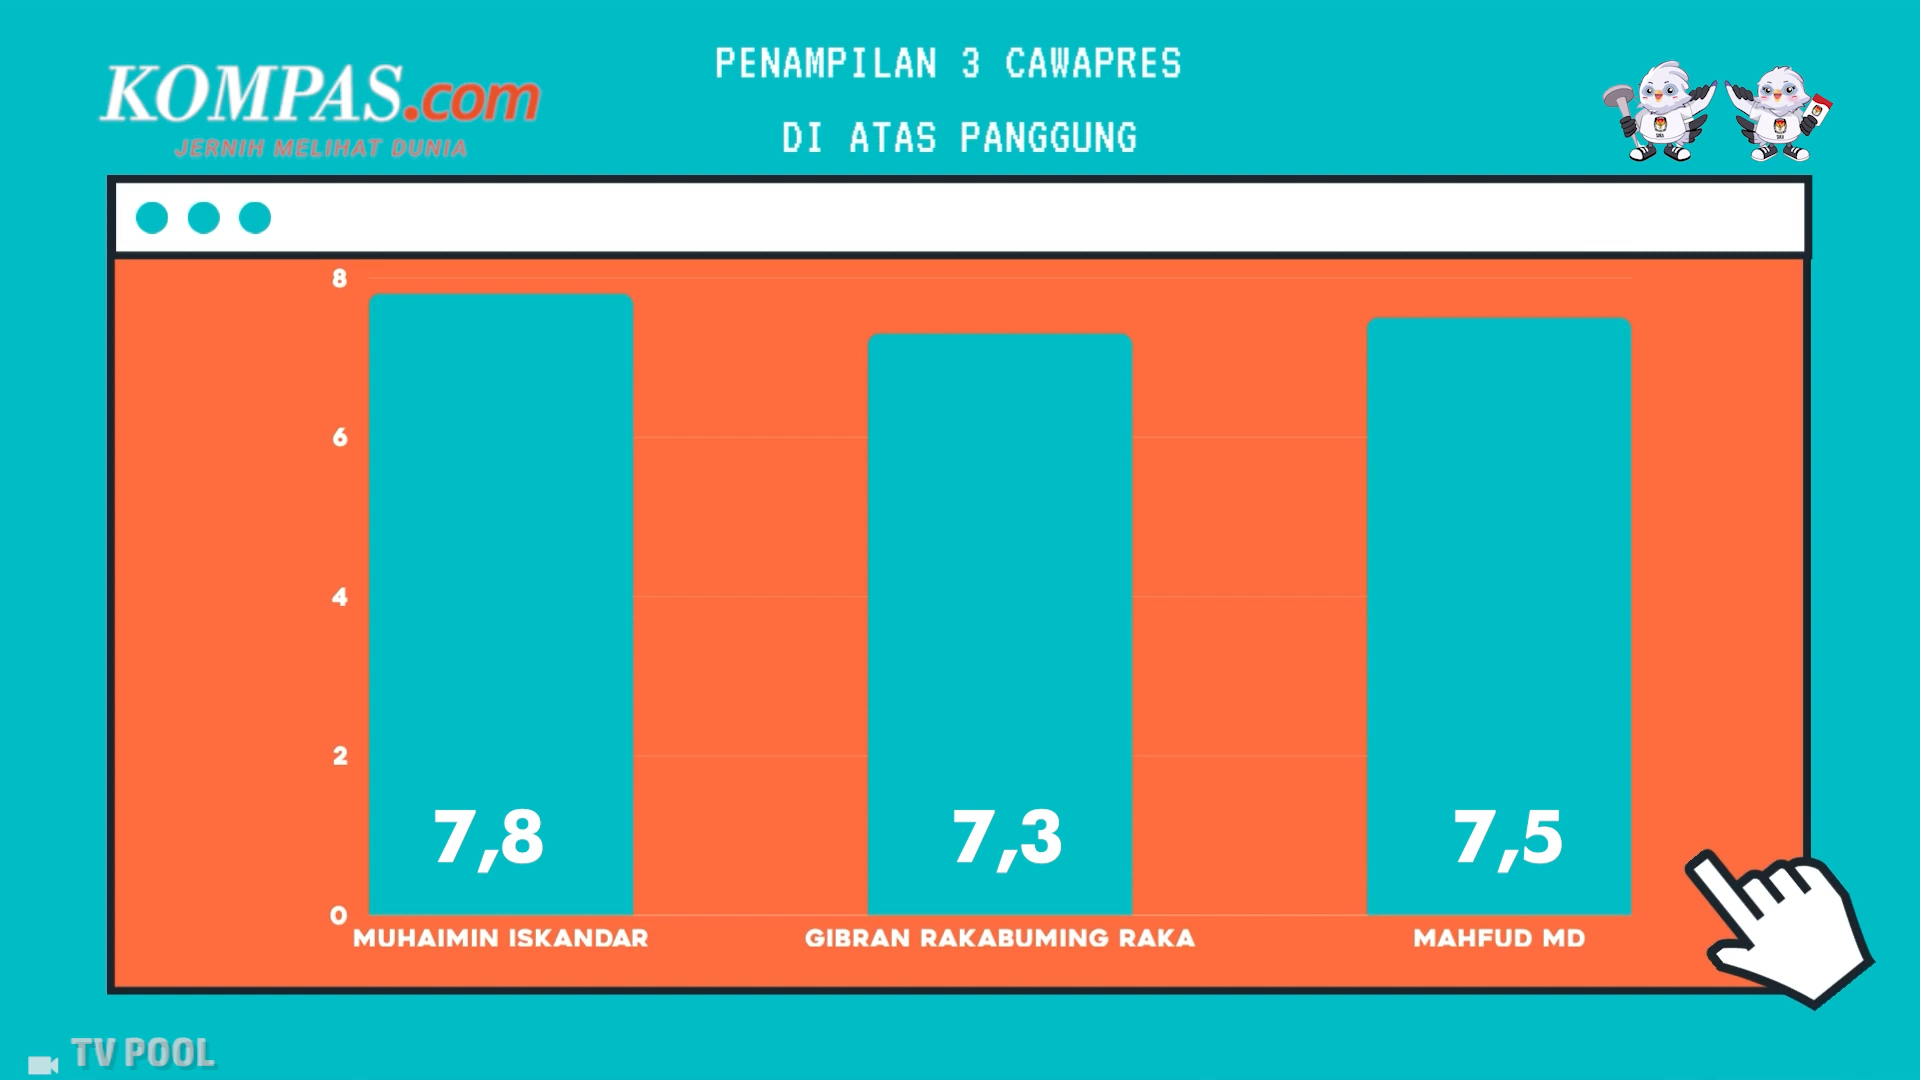 KOMPAS.com
JERNIH MELIHAT DUNIA
PENAMPILAN 3 CAWAPRES
DI ATAS PANGGUNG
8
6
4
2
0
7,8
7,3
7,5
MUHAIMIN ISKANDAR
GIBRAN RAKABUMING RAKA
MAHFUD MD
TV POOL